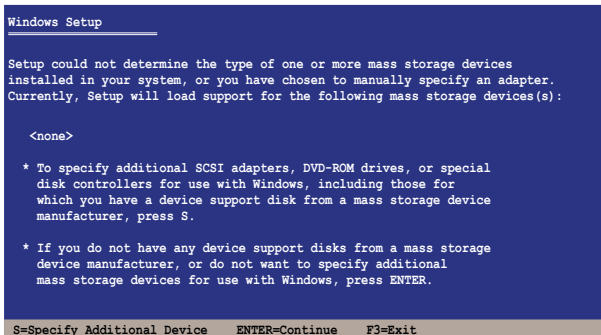 Windows Setup
Setup could not determine the type of one or more mass storage devices
installed in your system, or you have chosen to manually specify an adapter.
Currently, Setup will load support for the following mass storage devices(s):
<none>
* To specify additional SCSI adapters, DVD-ROM drives, or special
disk controllers for use with Windows, including those for
which you have a device support disk from a mass storage device
manufacturer, press S.
* If you do not have any device support disks from a mass storage
device manufacturer, or do not want to specify additional
mass storage devices for use with Windows, press ENTER.
S=Specify Additional Device ENTER=Continue F3=Exit